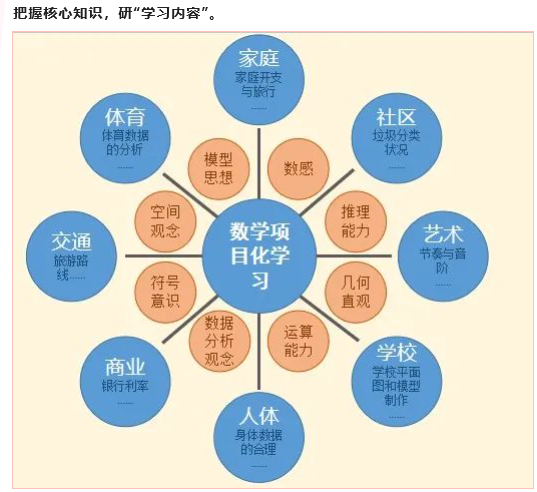 把握核心知识，研“学习内容”。
家庭
家庭开支
与旅行
......
体育
体育数据
的分析
......
社区
垃圾分类
状况
......
模型
思想
数感
空间
观念
推理
能力
交通
旅游路
线......
数学项
目化学
习
艺术
节奏与音
阶
......
符号
意识
几何
直观
数据
分析
观念
运算
能力
商业
银行利率
......
学校
学校平面
图和模型
制作
......
人体
身体数据
的合理
......